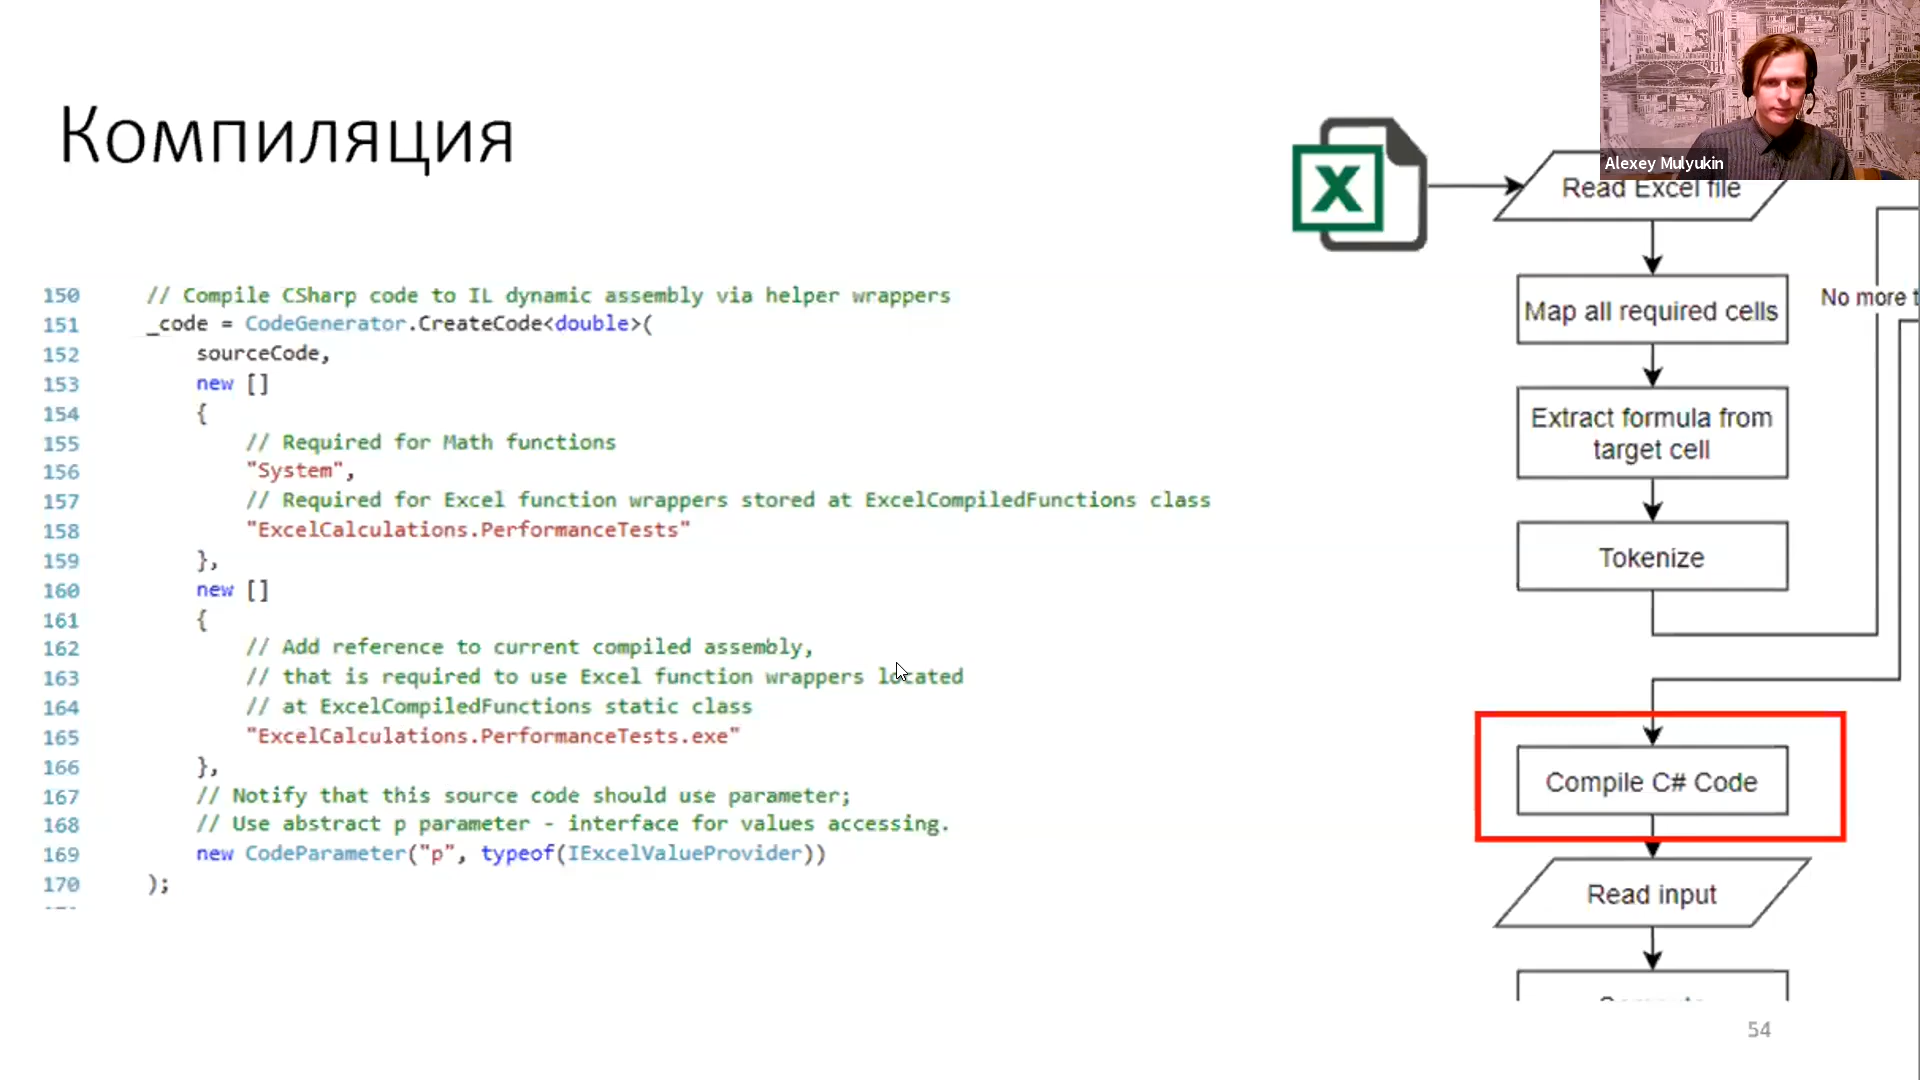 Компиляция
Alexey Mulyukin
150 // Compile CSharp code to IL dynamic assembly via helper wrappers
151 _code = CodeGenerator.CreateCode<double>(
152 sourceCode,
153 new []
154 {
155 // Required for Math functions
156 "System",
157 // Required for Excel function wrappers stored at ExcelCompiledFunctions class
158 "ExcelCalculations.PerformanceTests"
159 },
160 new []
161 {
162 // Add reference to current compiled assembly,
163 // that is required to use Excel function wrappers located
164 // at ExcelCompiledFunctions static class
165 "ExcelCalculations.PerformanceTests.exe"
166 },
167 // Notify that this source code should use parameter;
168 // Use abstract p parameter - interface for values accessing.
169 new CodeParameter("p", typeof(IExcelValueProvider))
170 );
X
Read Excel file
Map all required cells
No more t
Extract formula from
target cell
Tokenize
Compile C# Code
Read input
54